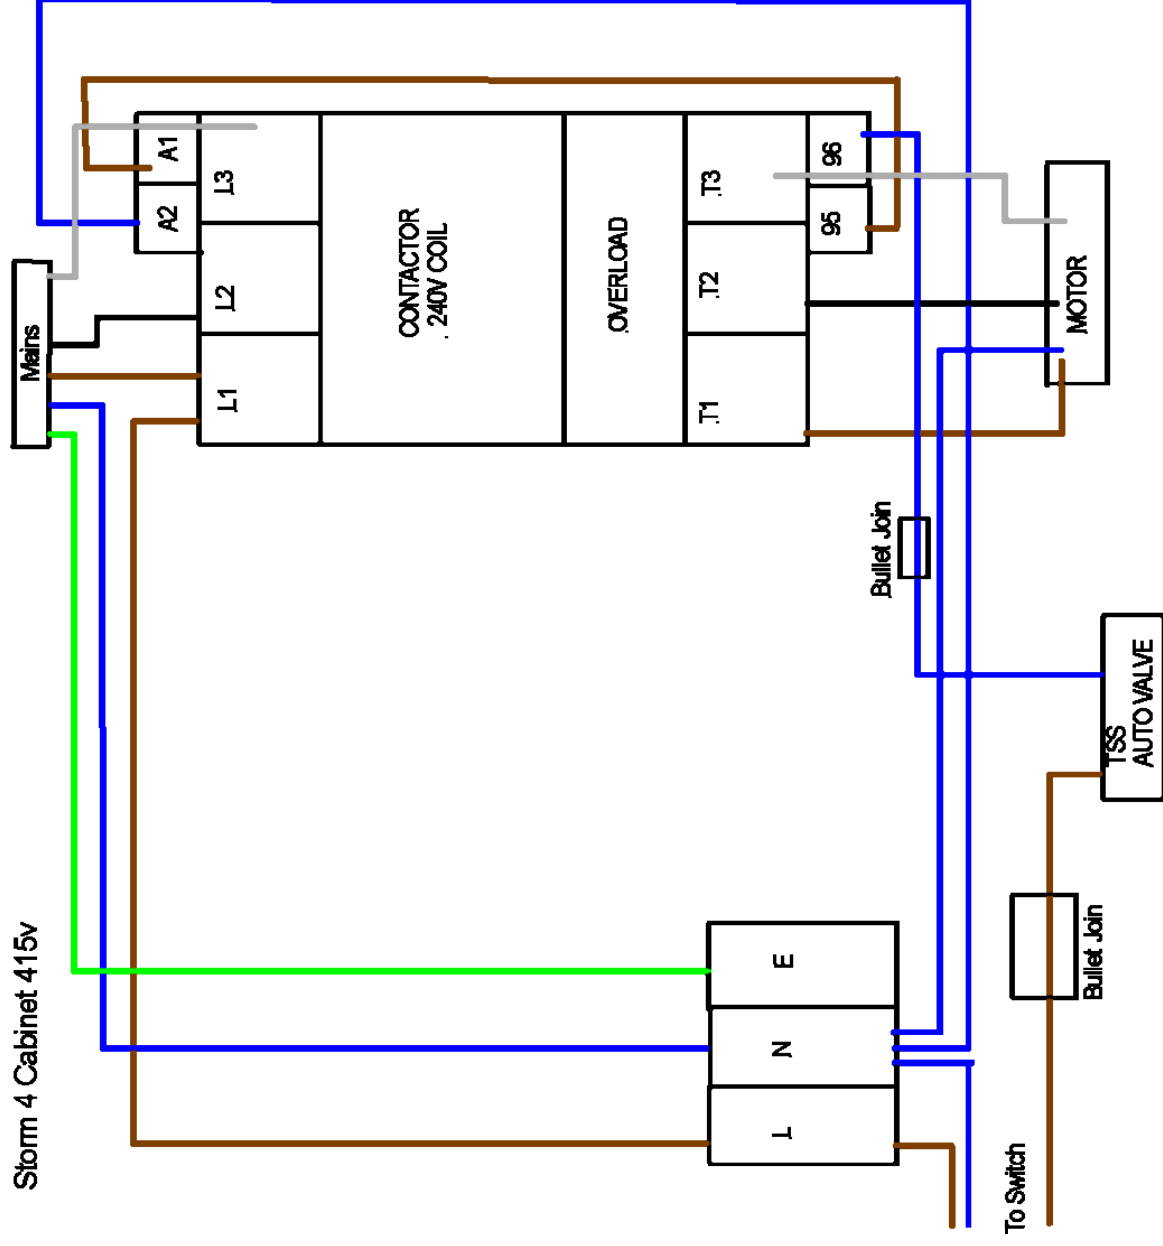 Storm 4 Cabinet 415v
Mains
A1
A2
L3
L2
L1
CONTACTOR
. 240V COIL
OVERLOAD
.T3
.T2
.T1
96
95
MOTOR
Bullet Join
TSS
AUTO VALVE
E
N
L
Bullet Join
To Switch